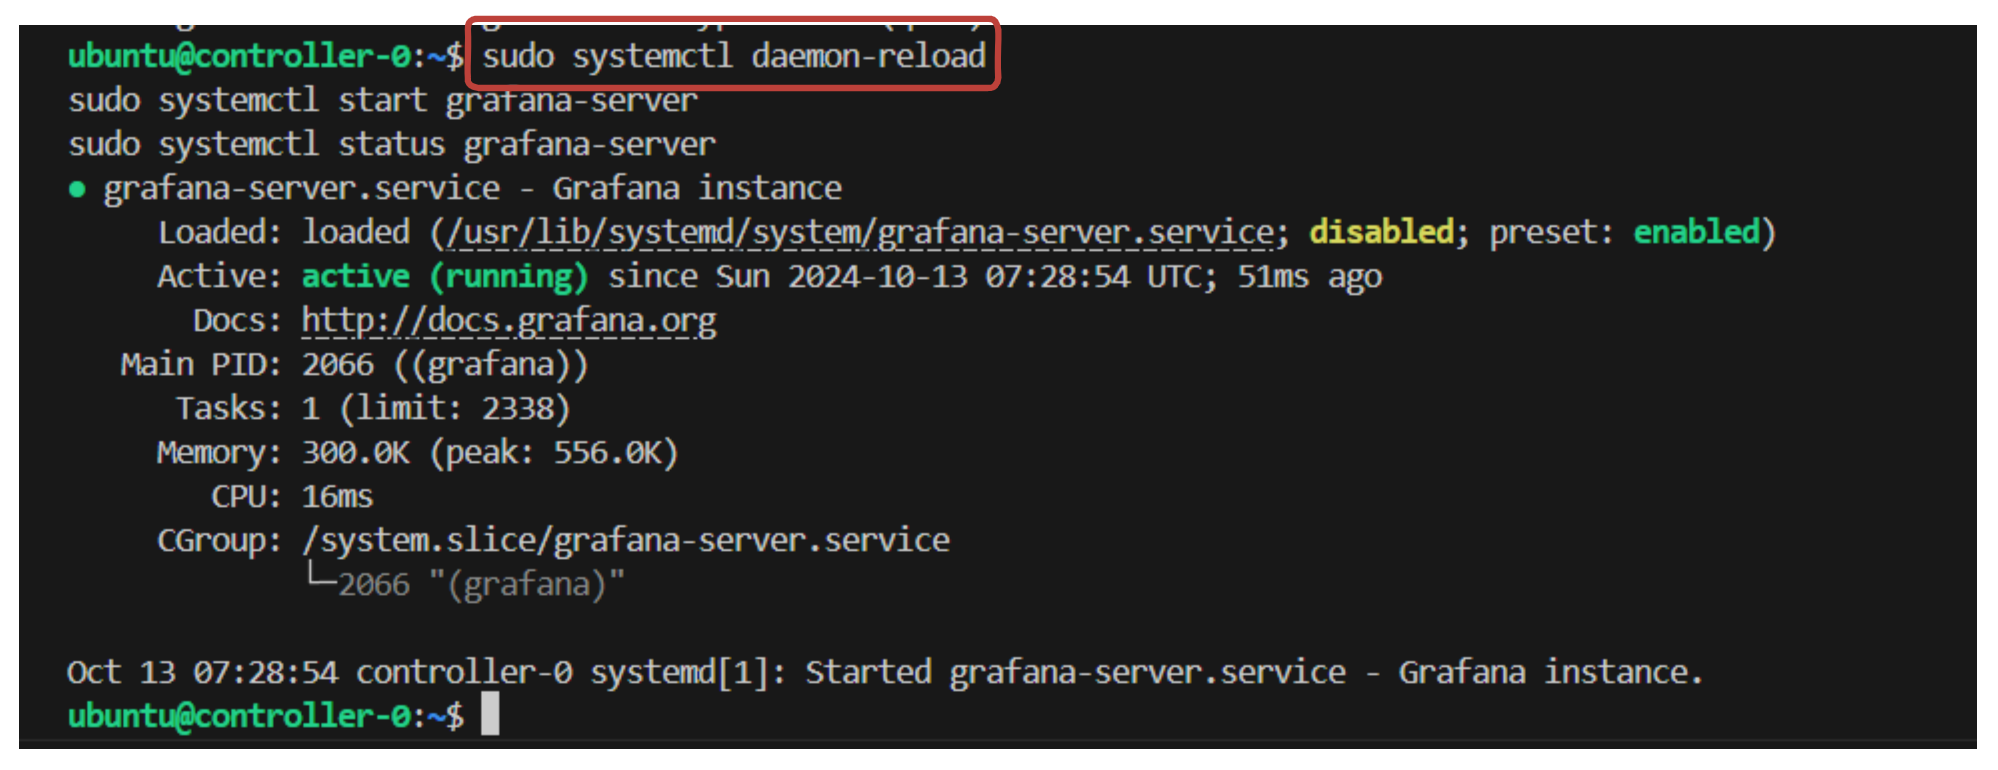 ubuntu@controller-0:~$ sudo systemctl daemon-reload
sudo systemctl start grafana-server
sudo systemctl status grafana-server
● grafana-server.service - Grafana instance
     Loaded: loaded (/usr/lib/systemd/system/grafana-server.service; disabled; preset: enabled)
     Active: active (running) since Sun 2024-10-13 07:28:54 UTC; 51ms ago
       Docs: http://docs.grafana.org
   Main PID: 2066 ((grafana))
      Tasks: 1 (limit: 2338)
     Memory: 300.0K (peak: 556.0K)
        CPU: 16ms
     CGroup: /system.slice/grafana-server.service
             └─2066 "(grafana)"
Oct 13 07:28:54 controller-0 systemd[1]: Started grafana-server.service - Grafana instance.
ubuntu@controller-0:~$